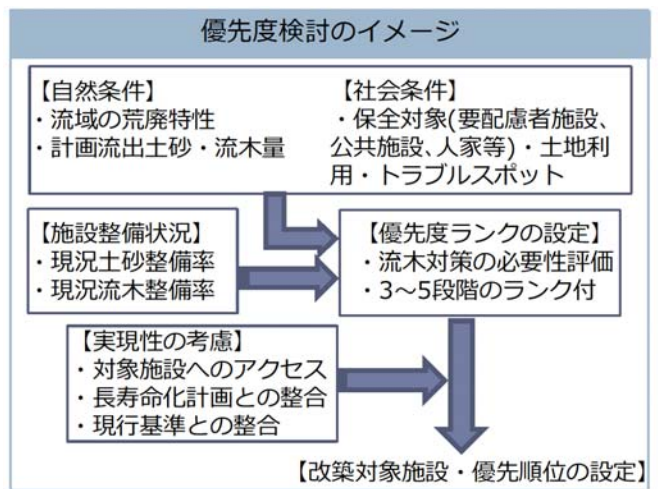 優先度検討のイメージ
【自然条件】
・流域の荒廃特性
・計画流出土砂・流木量
【社会条件】
・保全対象(要配慮者施設、
公共施設、人家等)・土地利
用・トラブルスポット
【施設整備状況】
・現況土砂整備率
・現況流木整備率
【優先度ランクの設定】
・流木対策の必要性評価
・3～5段階のランク付
【実現性の考慮】
・対象施設へのアクセス
・長寿命化計画との整合
・現行基準との整合
【改築対象施設・優先順位の設定】